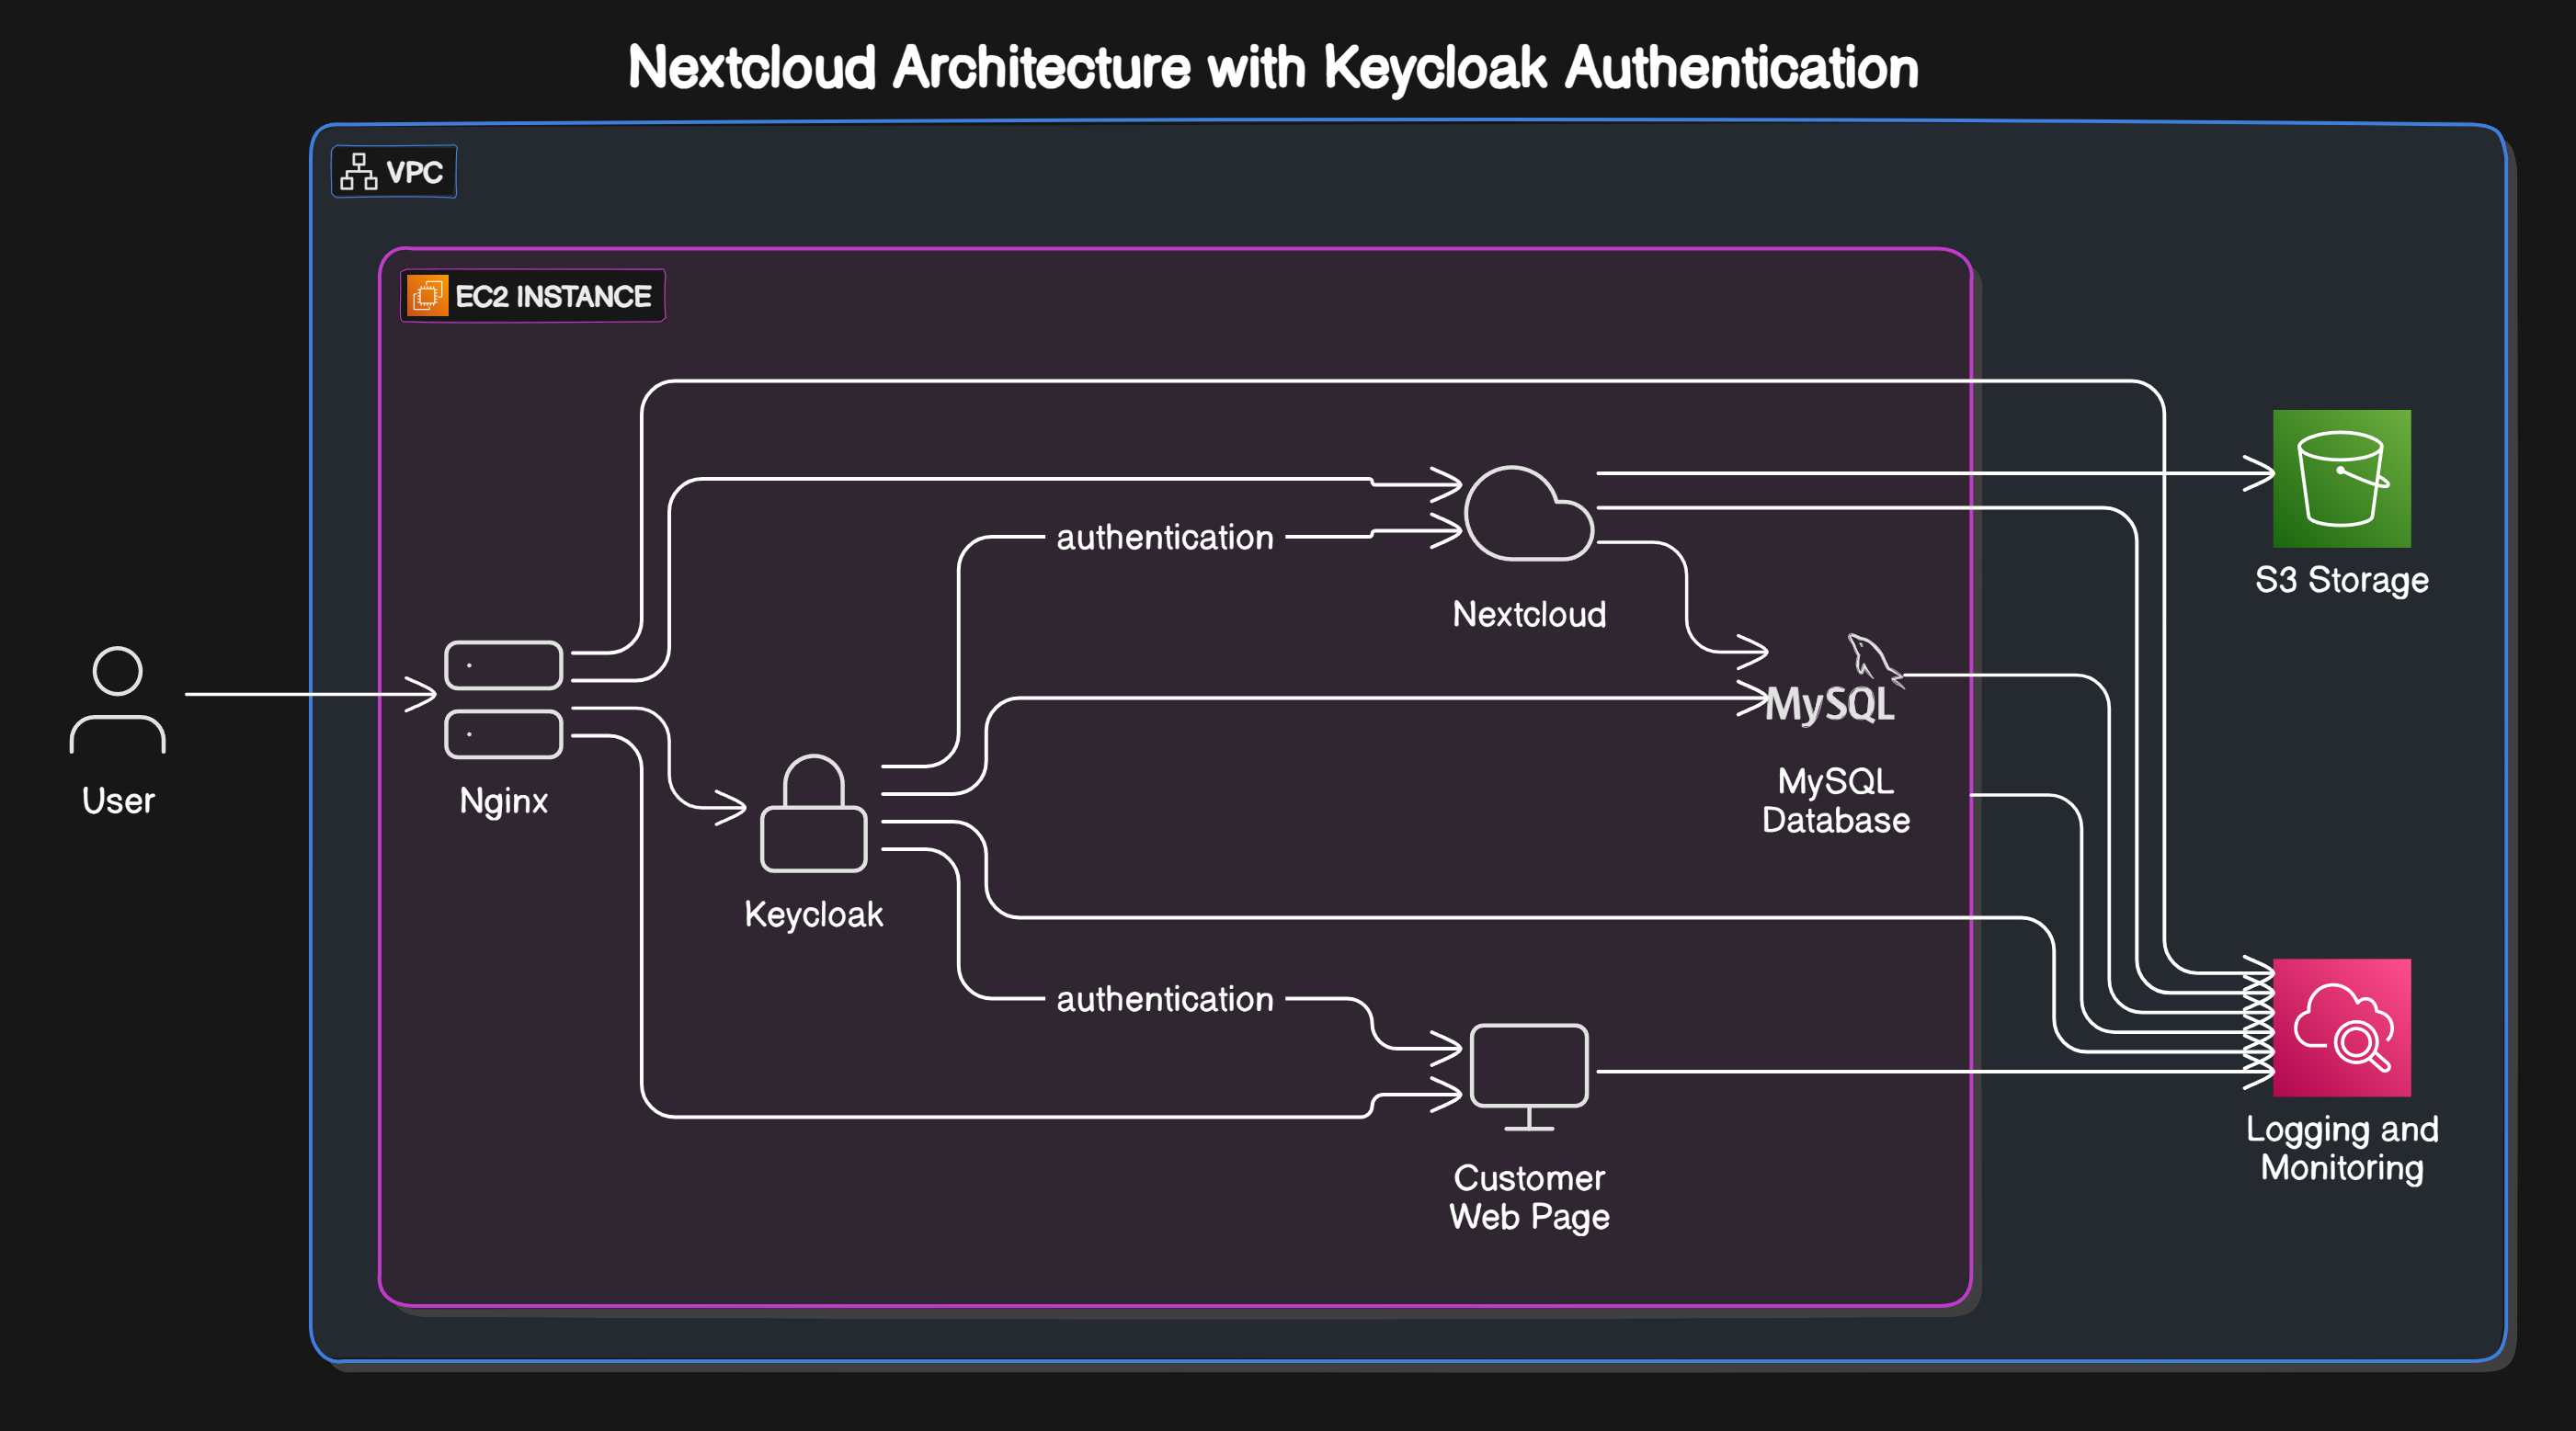 Nextcloud Architecture with Keycloak Authentication
VPC
EC2 INSTANCE
authentication
Nextcloud
S3 Storage
User
Nginx
MySQL
MySQL
Database
Keycloak
authentication
Customer
Web Page
Logging and
Monitoring